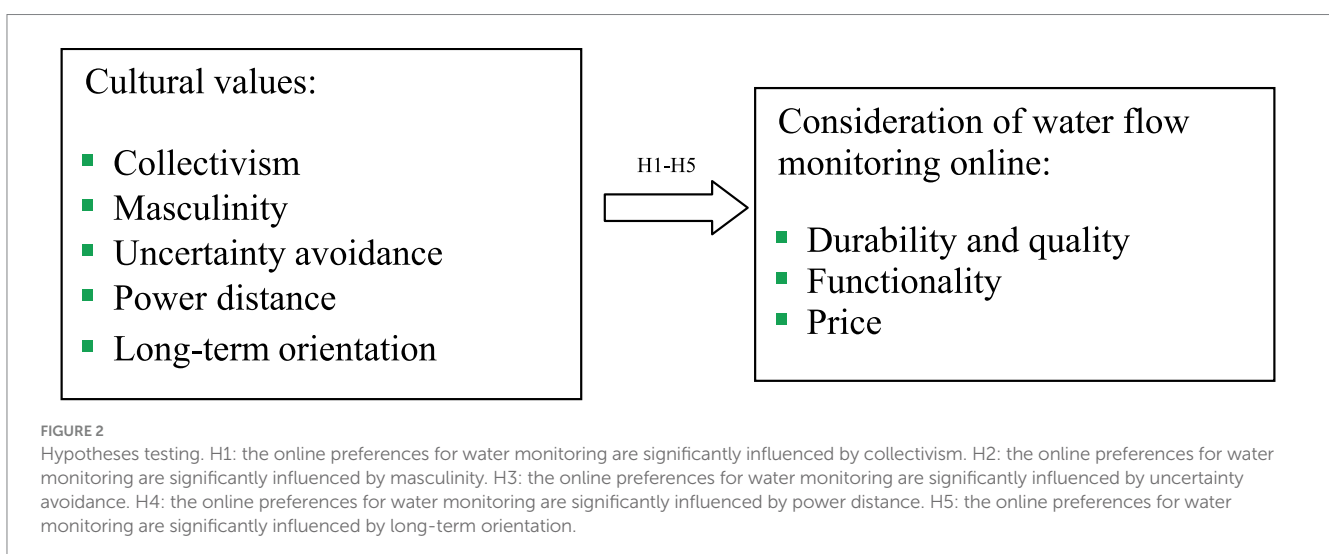 Cultural values:
Collectivism
Masculinity
Uncertainty avoidance
Power distance
Long-term orientation
H1-H5
Consideration of water flow
monitoring online:
Durability and quality
Functionality
Price
FIGURE 2
Hypotheses testing. H1: the online preferences for water monitoring are significantly influenced by collectivism. H2: the online preferences for water
monitoring are significantly influenced by masculinity. H3: the online preferences for water monitoring are significantly influenced by uncertainty
avoidance. H4: the online preferences for water monitoring are significantly influenced by power distance. H5: the online preferences for water
monitoring are significantly influenced by long-term orientation.